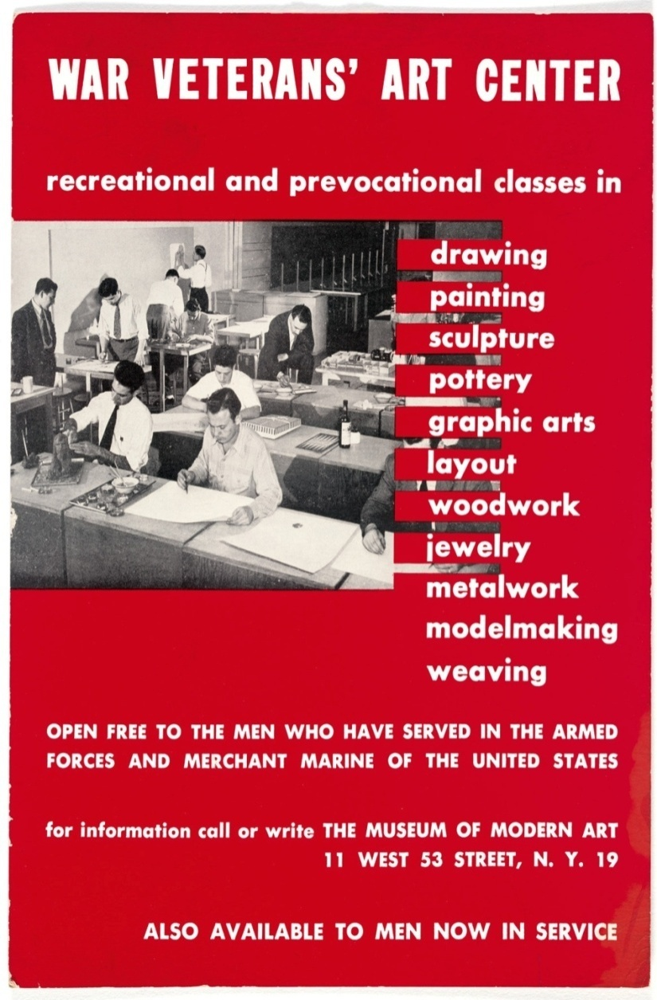 WAR VETERANS' ART CENTER
recreational and prevocational classes in
drawing
painting
sculpture
pottery
graphic arts
layout
woodwork
jewelry
metalwork
modelmaking
weaving
OPEN FREE TO THE MEN WHO HAVE SERVED IN THE ARMED
FORCES AND MERCHANT MARINE OF THE UNITED STATES
for information call or write THE MUSEUM OF MODERN ART
11 WEST 53 STREET, N. Y. 19
ALSO AVAILABLE TO MEN NOW IN SERVICE